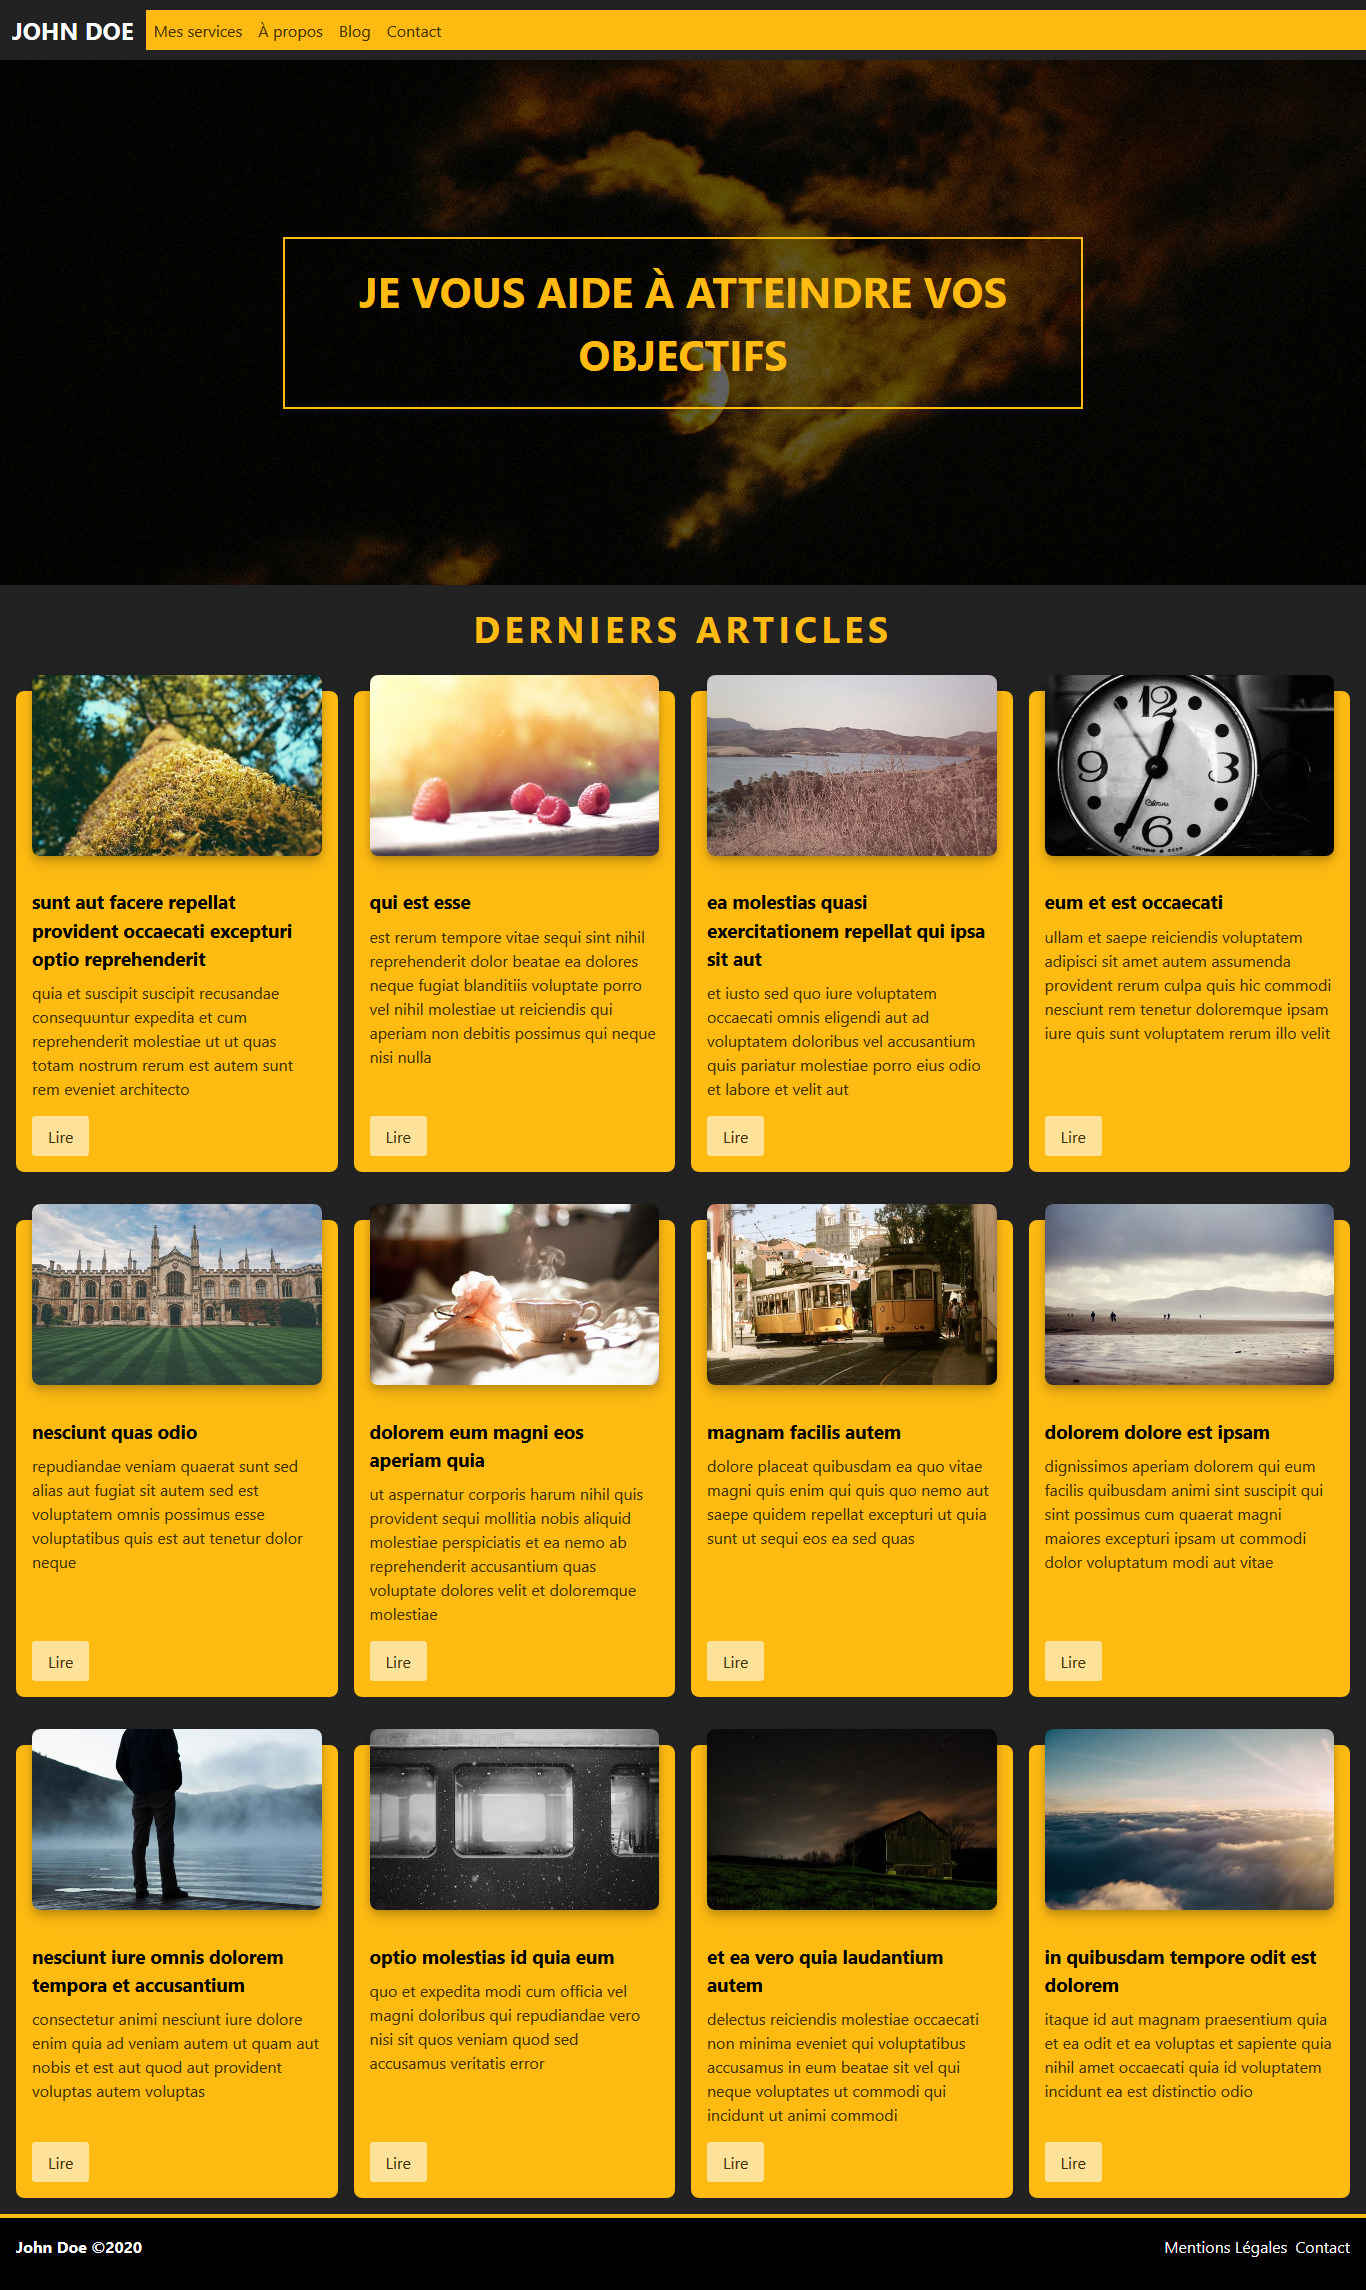 JOHN DOE Mes services À propos Blog Contact
JE VOUS AIDE À ATTEINDRE VOS
OBJECTIFS
DERNIERS ARTICLES
12
9
3
6
sunt aut facere repellat
provident occaecati excepturi
optio reprehenderit
quia et suscipit suscipit recusandae
consequuntur expedita et cum
reprehenderit molestiae ut ut quas
totam nostrum rerum est autem sunt
rem eveniet architecto
Lire
qui est esse
est rerum tempore vitae sequi sint nihil
reprehenderit dolor beatae ea dolores
neque fugiat blanditiis voluptate porro
vel nihil molestiae ut reiciendis qui
aperiam non debitis possimus qui neque
nisi nulla
Lire
ea molestias quasi
exercitationem repellat qui ipsa
sit aut
et iusto sed quo iure voluptatem
occaecati omnis eligendi aut ad
voluptatem doloribus vel accusantium
quis pariatur molestiae porro eius odio
et labore et velit aut
Lire
eum et est occaecati
ullam et saepe reiciendis voluptatem
adipisci sit amet autem assumenda
provident rerum culpa quis hic commodi
nesciunt rem tenetur doloremque ipsam
iure quis sunt voluptatem rerum illo velit
Lire
nesciunt quas odio
repudiandae veniam quaerat sunt sed
alias aut fugiat sit autem sed est
voluptatem omnis possimus esse
voluptatibus quis est aut tenetur dolor
neque
Lire
dolorem eum magni eos
aperiam quia
ut aspernatur corporis harum nihil quis
provident sequi mollitia nobis aliquid
molestiae perspiciatis et ea nemo ab
reprehenderit accusantium quas
voluptate dolores velit et doloremque
molestiae
Lire
magnam facilis autem
dolore placeat quibusdam ea quo vitae
magni quis enim qui quis quo nemo aut
saepe quidem repellat excepturi ut quia
sunt ut sequi eos ea sed quas
Lire
dolorem dolore est ipsam
dignissimos aperiam dolorem qui eum
facilis quibusdam animi sint suscipit qui
sint possimus cum quaerat magni
maiores excepturi ipsam ut commodi
dolor voluptatum modi aut vitae
Lire
nesciunt iure omnis dolorem
tempora et accusantium
consectetur animi nesciunt iure dolore
enim quia ad veniam autem ut quam aut
nobis et est aut quod aut provident
voluptas autem voluptas
Lire
optio molestias id quia eum
quo et expedita modi cum officia vel
magni doloribus qui repudiandae vero
nisi sit quos veniam quod sed
accusamus veritatis error
Lire
et ea vero quia laudantium
autem
delectus reiciendis molestiae occaecati
non minima eveniet qui voluptatibus
accusamus in eum beatae sit vel qui
neque voluptates ut commodi qui
incidunt ut animi commodi
Lire
in quibusdam tempore odit est
dolorem
itaque id aut magnam praesentium quia
et ea odit et ea voluptas et sapiente quia
nihil amet occaecati quia id voluptatem
incidunt ea est distinctio odio
Lire
John Doe ©2020 Mentions Légales Contact